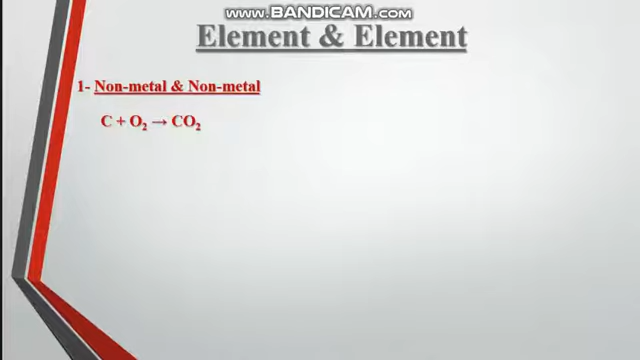 www.BANDICAM.com
Element & Element
1- Non-metal & Non-metal
C + O₂ → CO₂